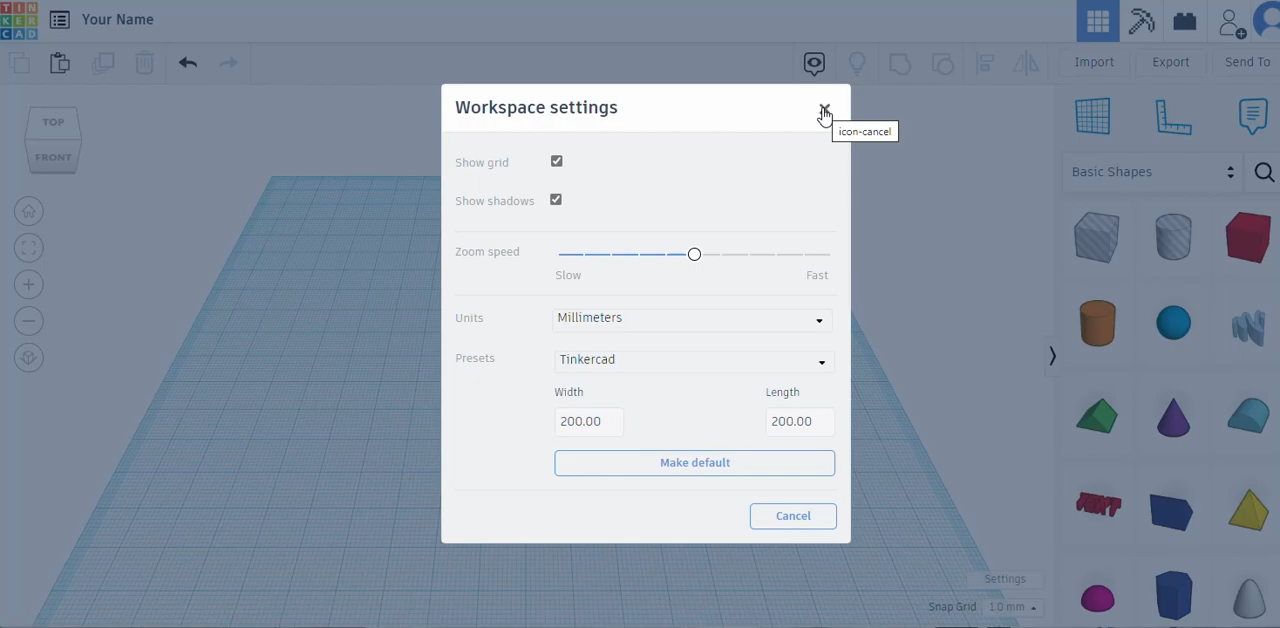 TIN
KER
CAD
Your Name
Import
Export
Send To
TOP
FRONT
Workspace settings
icon-cancel
Show grid
Show shadows
Zoom speed
Slow
Fast
Units
Millimeters
Presets
Tinkercad
Width
Length
200.00
200.00
Make default
Cancel
Basic Shapes
Settings
Snap Grid
1.0 mm